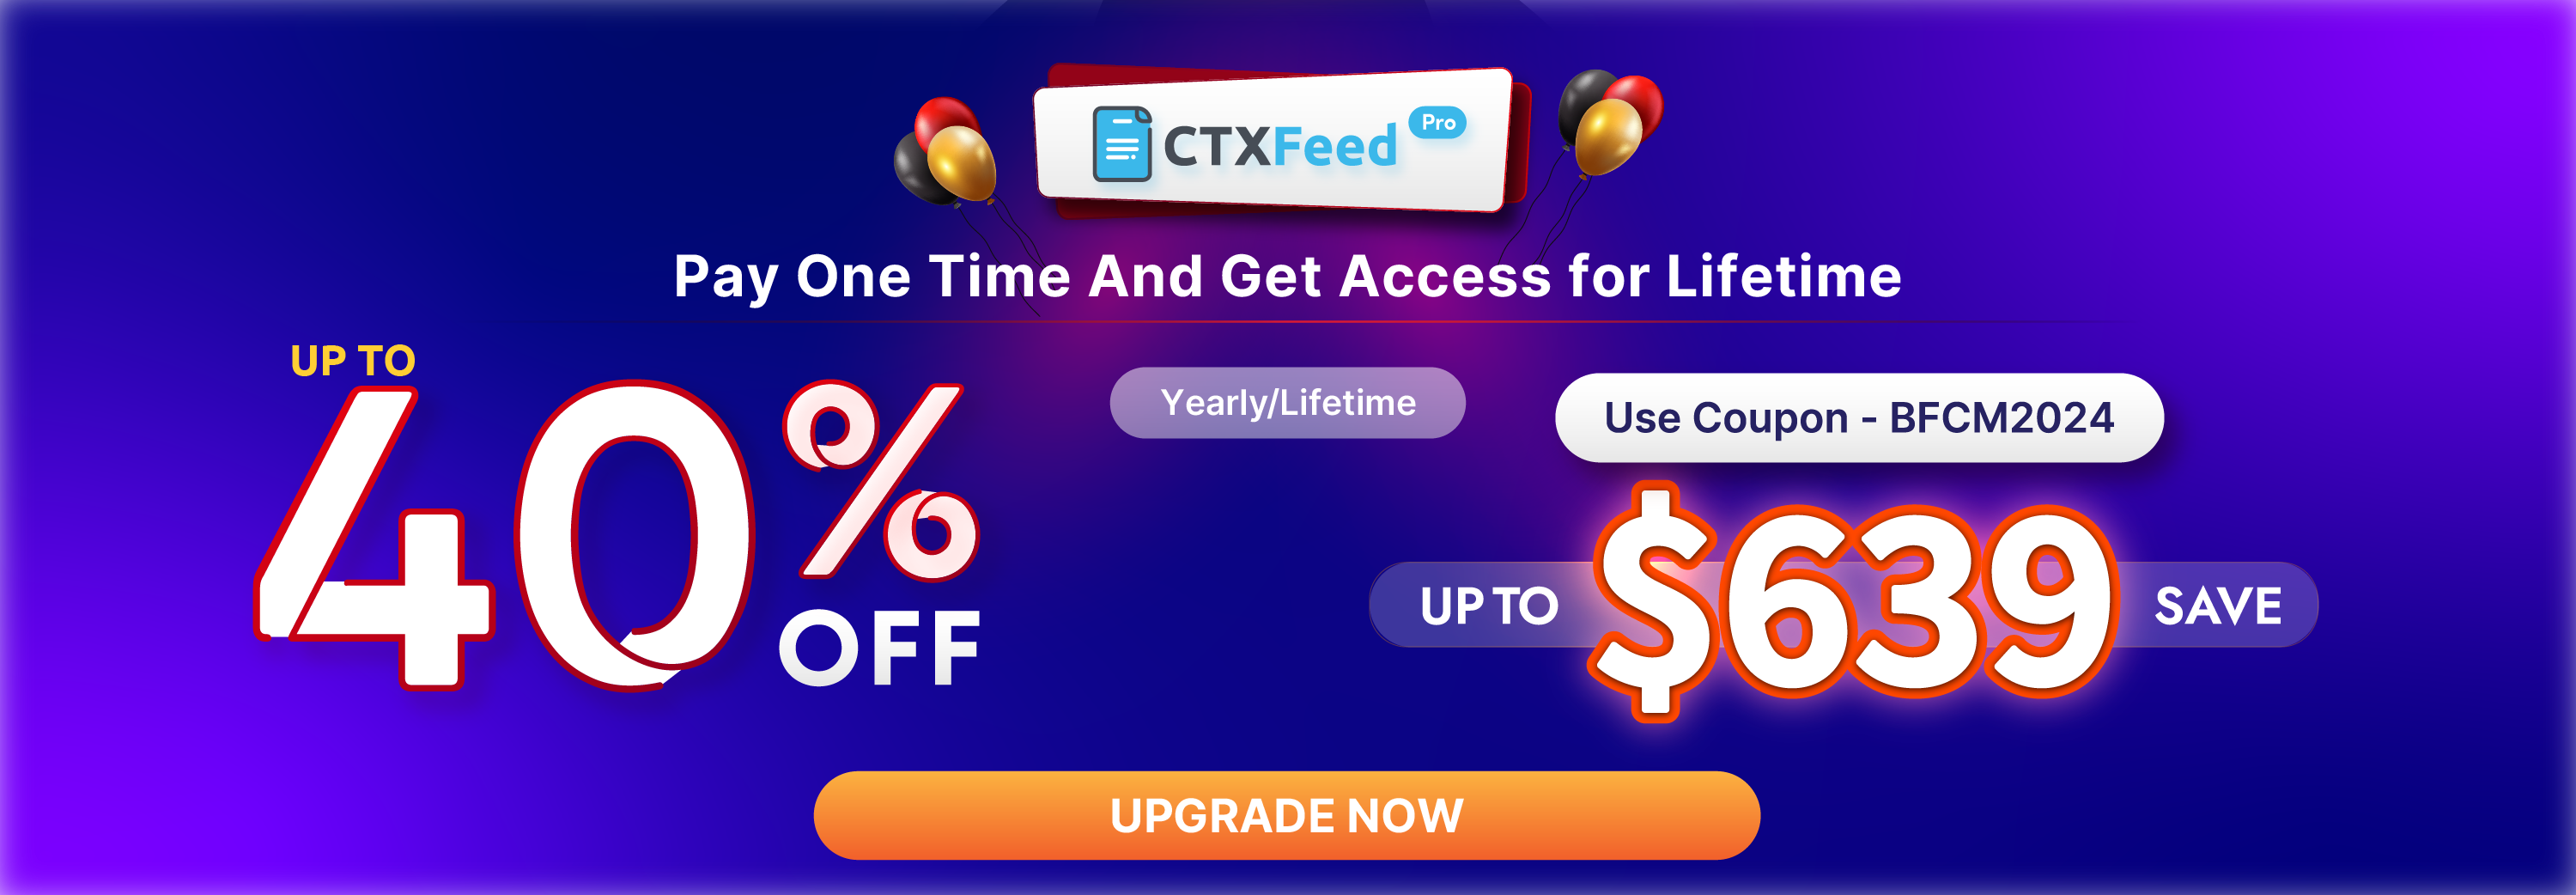 CTXFeed Pro
Pay One Time And Get Access for Lifetime
UP TO
40%
OFF
Yearly/Lifetime
Use Coupon - BFCM2024
UP TO $639 SAVE
UPGRADE NOW